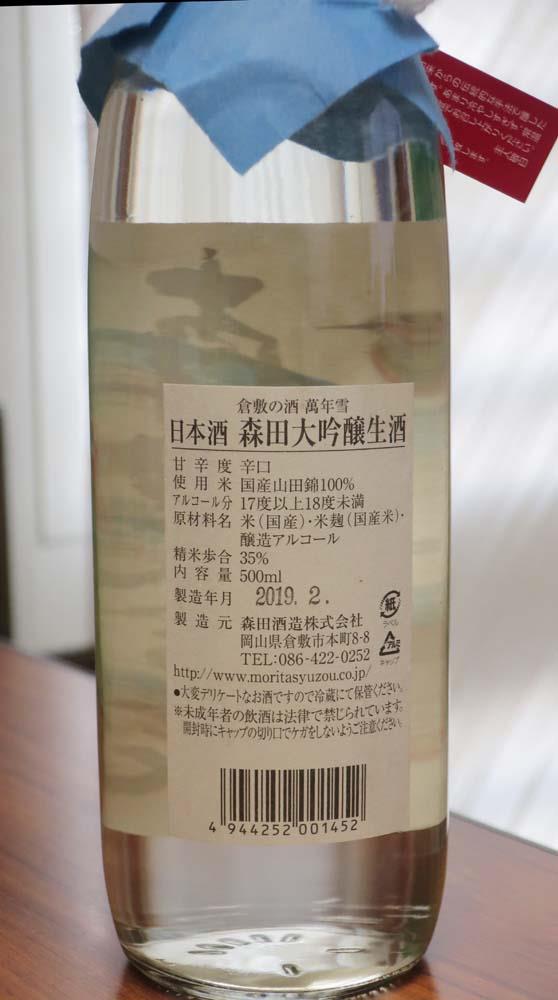 倉敷の酒 萬年雪
日本酒 森田大吟醸生酒
甘辛度 辛口
使用米 国産山田錦100%
アルコール分 17度以上18度未満
原材料名 米(国産)・米麹(国産米)・
醸造アルコール
精米歩合 35%
内容量 500ml
製造年月 2019. 2.
製造元 森田酒造株式会社
岡山県倉敷市本町8-8
TEL:086-422-0252
紙
ラベル
アルミ
キャップ
http://www.moritasyuzou.co.jp/
●大変デリケートなお酒ですので冷蔵にて保管ください。
※未成年者の飲酒は法律で禁じられています。
開封時にキャップの切り口でケガをしないようご注意ください。
4 944252 001452